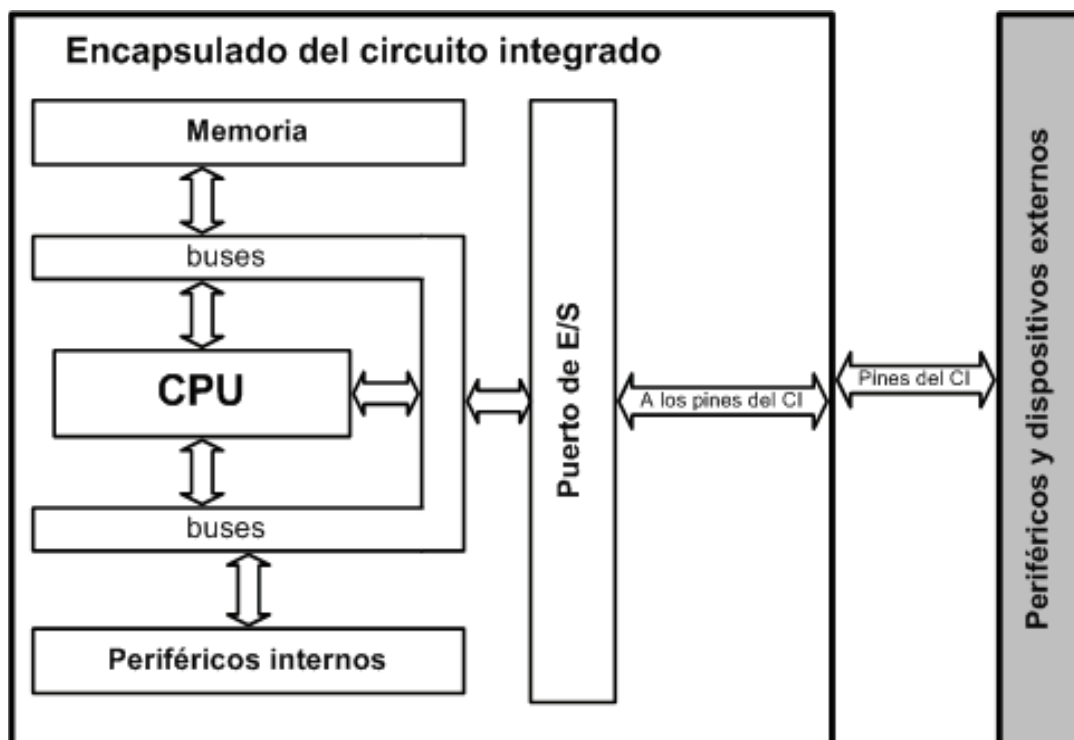 Encapsulado del circuito integrado
Memoria
buses
CPU
buses
Periféricos internos
Puerto de E/S
A los pines del CI
Pines del CI
Periféricos y dispositivos externos